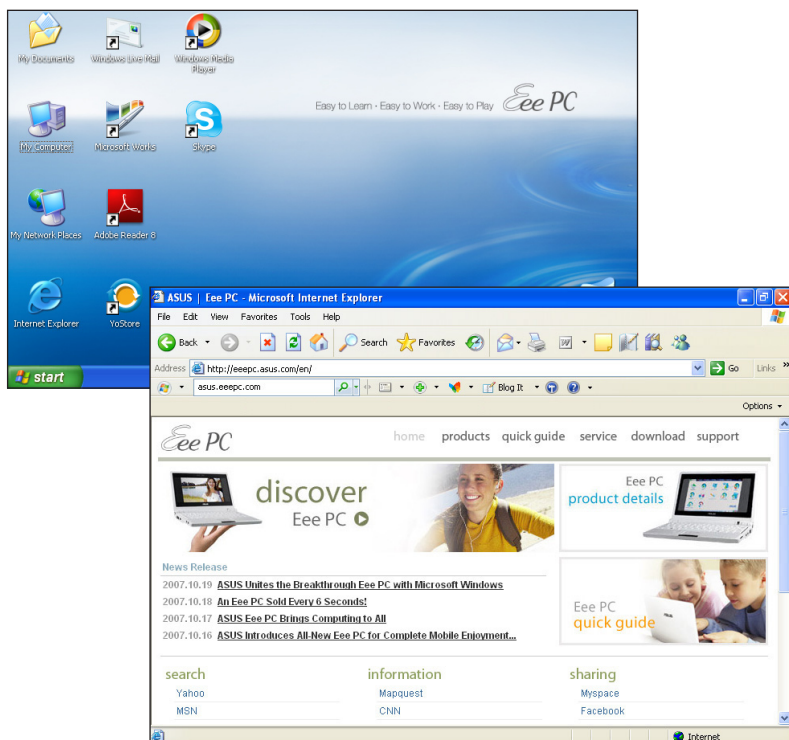 My Documents
Windows Live Mail
Windows Media Player
Easy to Learn · Easy to Work · Easy to Play Eee PC
My Computer
Microsoft Works
Skype
My Network Places
Adobe Reader 8
Internet Explorer
YoStore
start
ASUS | Eee PC - Microsoft Internet Explorer
File Edit View Favorites Tools Help
Back Search Favorites
Address http://eeepc.asus.com/en/ Go Links »
asus.eeepc.com Blog It
Options
Eee PC
home products quick guide service download support
discover
Eee PC
Eee PC
product details
News Release
2007.10.19 ASUS Unites the Breakthrough Eee PC with Microsoft Windows
2007.10.18 An Eee PC Sold Every 6 Seconds!
2007.10.17 ASUS Eee PC Brings Computing to All
2007.10.16 ASUS Introduces All-New Eee PC for Complete Mobile Enjoyment...
Eee PC
quick guide
search information sharing
Yahoo Mapquest Myspace
MSN CNN Facebook
Internet